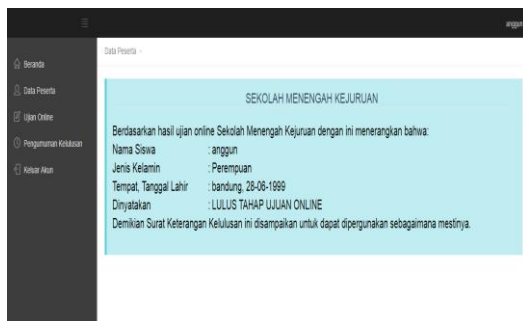 anggun
Data Peserta
Beranda
Data Peserta
Ujian Online
Pengumuman Kelulusan
Keluar Akun
SEKOLAH MENENGAH KEJURUAN
Berdasarkan hasil ujian online Sekolah Menengah Kejuruan dengan ini menerangkan bahwa:
Nama Siswa : anggun
Jenis Kelamin : Perempuan
Tempat, Tanggal Lahir : bandung, 28-06-1999
Dinyatakan : LULUS TAHAP UJUAN ONLINE
Demikian Surat Keterangan Kelulusan ini disampaikan untuk dapat dipergunakan sebagaimana mestinya.